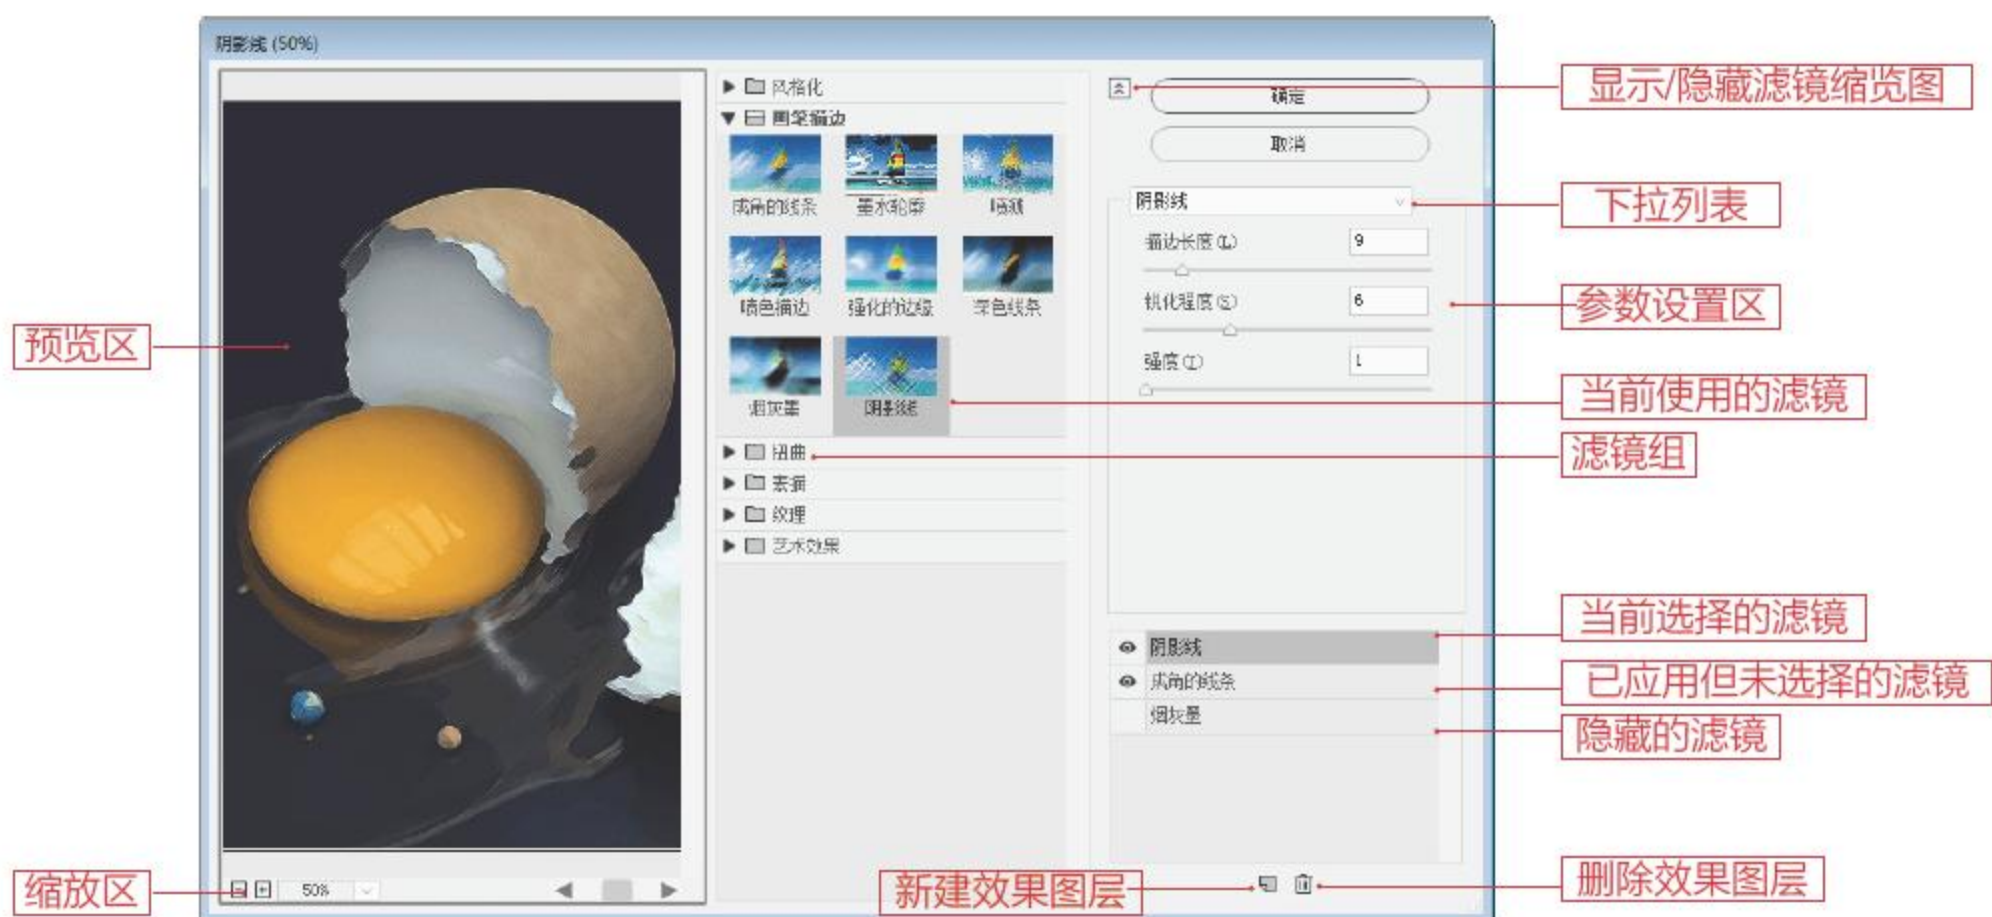 阴影线 (50%)
风格化
画笔描边
成角的线条
墨水轮廓
喷溅
喷色描边
强化的边缘
深色线条
烟灰墨
阴影线
扭曲
素描
纹理
艺术效果
确定
取消
阴影线
描边长度(L)
9
锐化程度(S)
6
强度(T)
1
阴影线
成角的线条
烟灰墨
50%
预览区
缩放区
新建效果图层
显示/隐藏滤镜缩览图
下拉列表
参数设置区
当前使用的滤镜
滤镜组
当前选择的滤镜
已应用但未选择的滤镜
隐藏的滤镜
删除效果图层